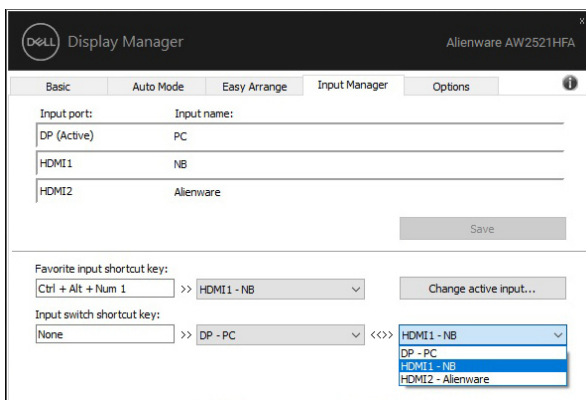 DELL Display Manager Alienware AW2521HFA x
Basic Auto Mode Easy Arrange Input Manager Options i
Input port: Input name:
DP (Active) PC
HDMI1 NB
HDMI2 Alienware
Save
Favorite input shortcut key:
Ctrl + Alt + Num 1 >> HDMI1 - NB Change active input...
Input switch shortcut key:
None >> DP - PC <<>> HDMI1 - NB
DP - PC
HDMI1 - NB
HDMI2 - Alienware